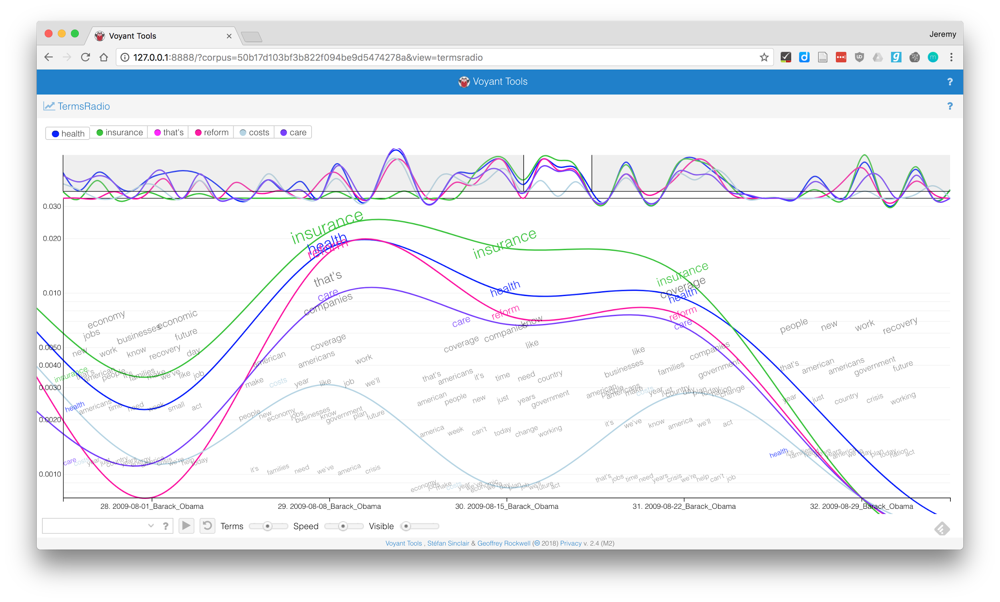 Voyant Tools
Jeremy
127.0.0.1:8888/?corpus=50b17d103bf3b822f094be9d5474278a&view=termsradio
Voyant Tools ?
TermsRadio ?
health insurance that's reform costs care
0.030
0.020
0.010
0.0050
0.0040
0.0030
0.0020
0.0010
economy economic
jobs businesses future
new work know recovery day
insurance that's american people it's families make we've like job
health americans time need week small act
care costs year just country years energy america crisis we're help today
insurance
health
reform
that's
care
companies
coverage
american americans work
make costs year like job we'll
people new economy jobs businesses know government plan future
it's families need we've america crisis
insurance
health
reform
care companies know
coverage like
that's americans it's time need country
american people new just years government
america week can't today change working
economy jobs make costs year we've economic we're day plan job we'll future act
insurance
coverage
health
reform
care
like companies
businesses families government
american people americans make costs year just country day plan today nation change
it's we've know america we'll act
that's jobs time need years crisis we're help can't job
people new work recovery
that's american americans government future
year just country crisis working
health it's families need we've years america we're day plan today nation act
28. 2009-08-01_Barack_Obama 29. 2009-08-08_Barack_Obama 30. 2009-08-15_Barack_Obama 31. 2009-08-22_Barack_Obama 32. 2009-08-29_Barack_Obama
? Terms Speed Visible
Voyant Tools , Stéfan Sinclair & Geoffrey Rockwell (🄯 2018) Privacy v. 2.4 (M2)